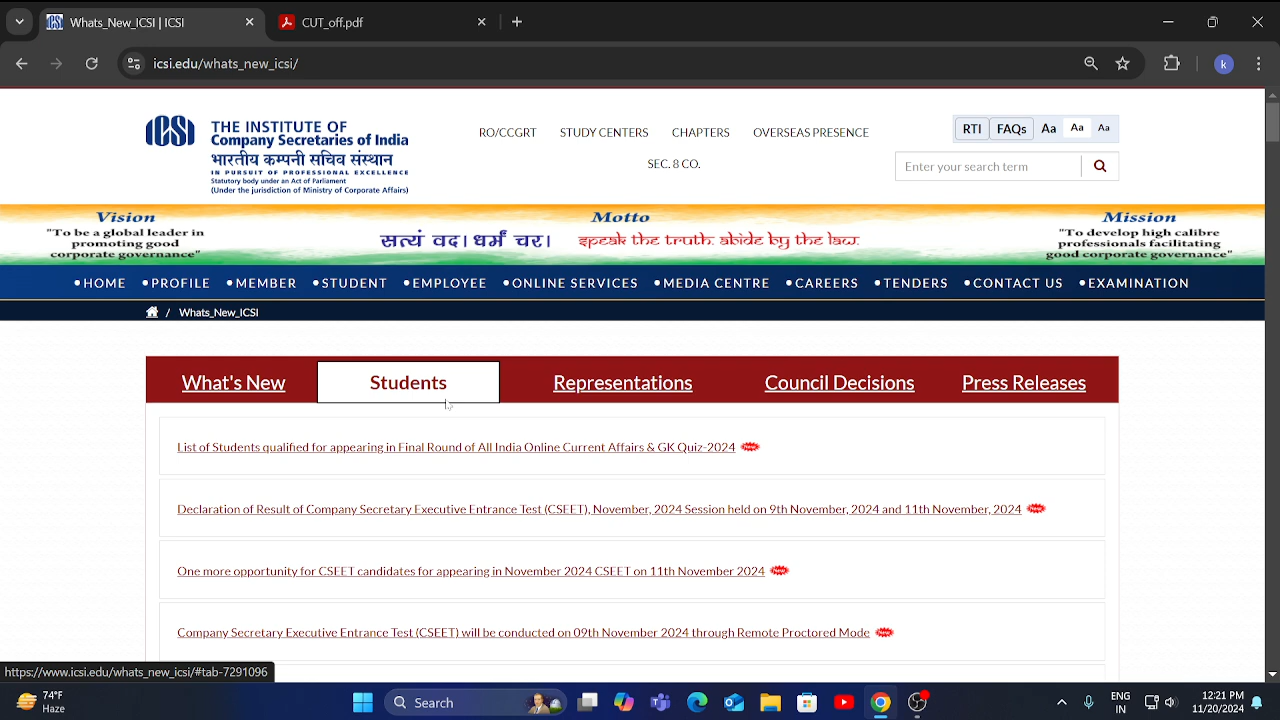 Whats_New_ICSI | ICSI
CUT_off.pdf
icsi.edu/whats_new_icsi/
k
ICSI
THE INSTITUTE OF
Company Secretaries of India
भारतीय कम्पनी सचिव संस्थान
IN PURSUIT OF PROFESSIONAL EXCELLENCE
Statutory body under an Act of Parliament
(Under the jurisdiction of Ministry of Corporate Affairs)
RO/CCGRT STUDY CENTERS CHAPTERS OVERSEAS PRESENCE
SEC. 8 CO.
RTI FAQs Aa Aa Aa
Enter your search term
Vision
"To be a global leader in
promoting good
corporate governance"
Motto
सत्यं वद। धर्मं चर। speak the truth. abide by the law.
Mission
"To develop high calibre
professionals facilitating
good corporate governance"
HOME PROFILE MEMBER STUDENT EMPLOYEE ONLINE SERVICES MEDIA CENTRE CAREERS TENDERS CONTACT US EXAMINATION
/ Whats_New_ICSI
What's New Students Representations Council Decisions Press Releases
List of Students qualified for appearing in Final Round of All India Online Current Affairs & GK Quiz-2024 New
Declaration of Result of Company Secretary Executive Entrance Test (CSEET), November, 2024 Session held on 9th November, 2024 and 11th November, 2024 New
One more opportunity for CSEET candidates for appearing in November 2024 CSEET on 11th November 2024 New
Company Secretary Executive Entrance Test (CSEET) will be conducted on 09th November 2024 through Remote Proctored Mode New
https://www.icsi.edu/whats_new_icsi/#tab-7291096
74°F
Haze
Search
ENG
IN
12:21 PM
11/20/2024